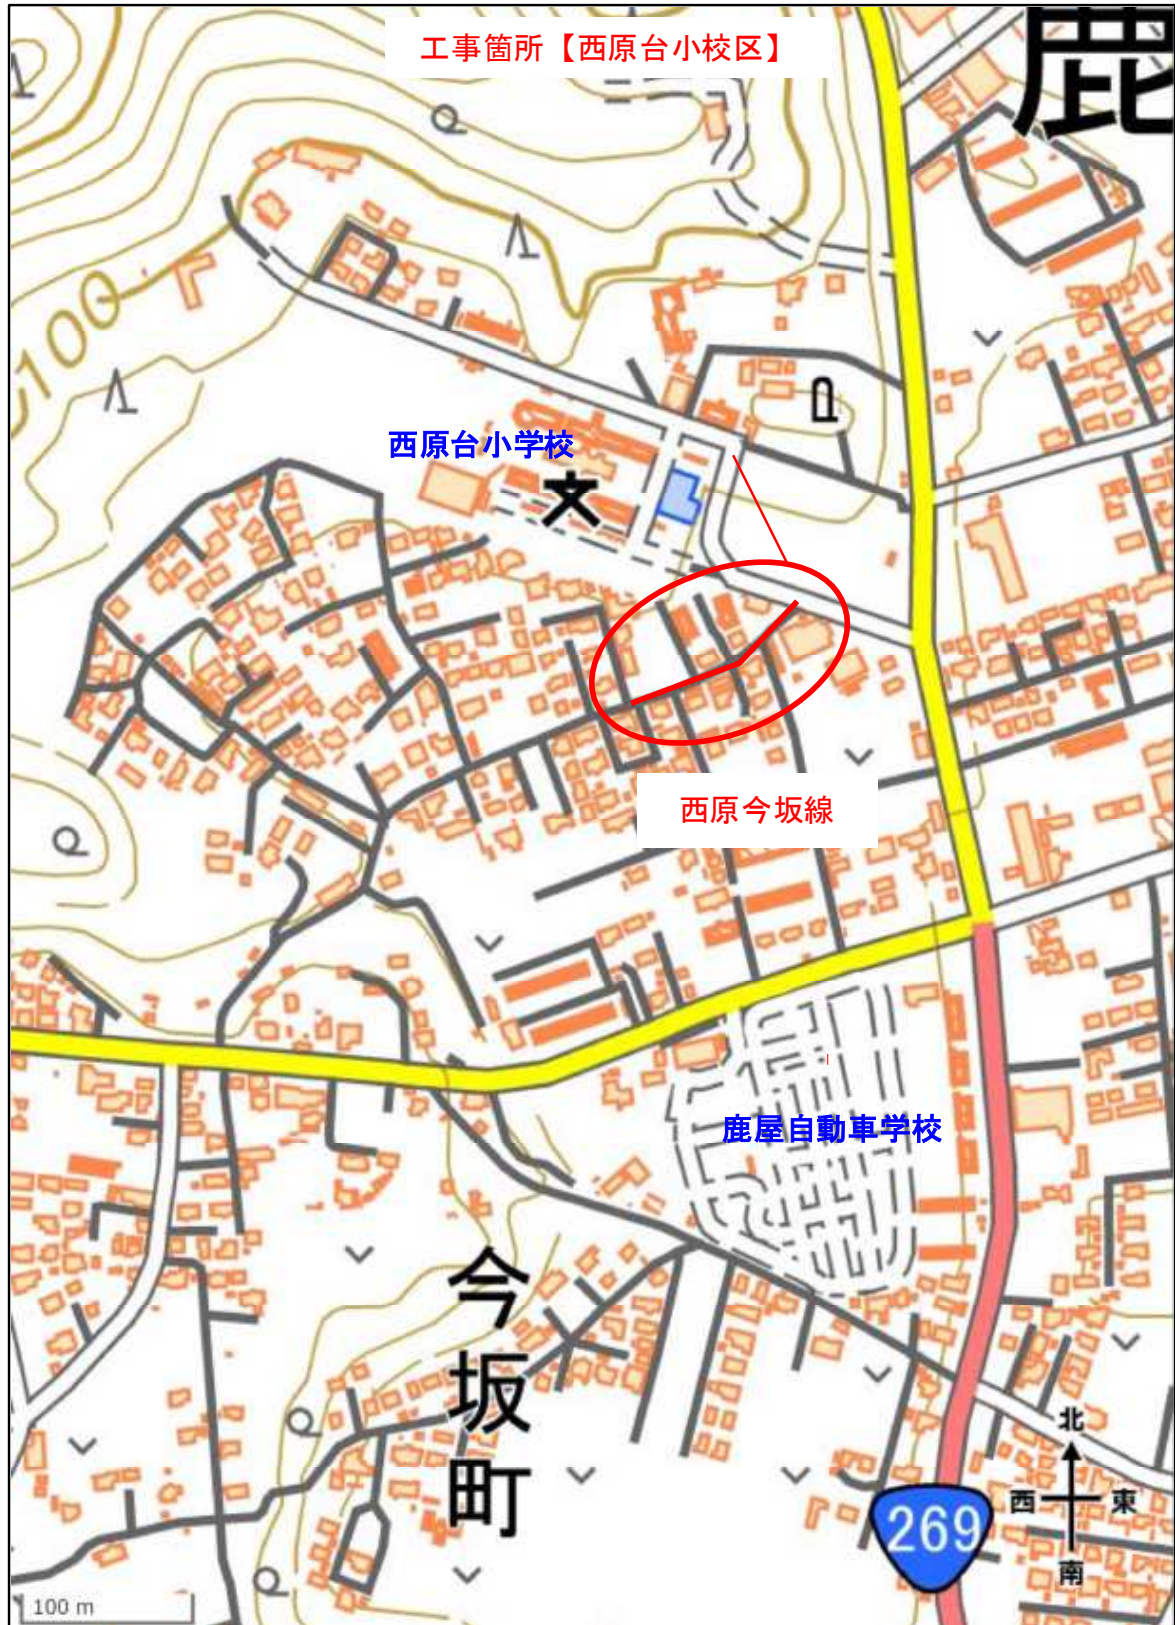 工事箇所【西原台小校区】
鹿
100
西原台小学校
西原今坂線
鹿屋自動車学校
今坂町
北
西 東
南
269
100 m